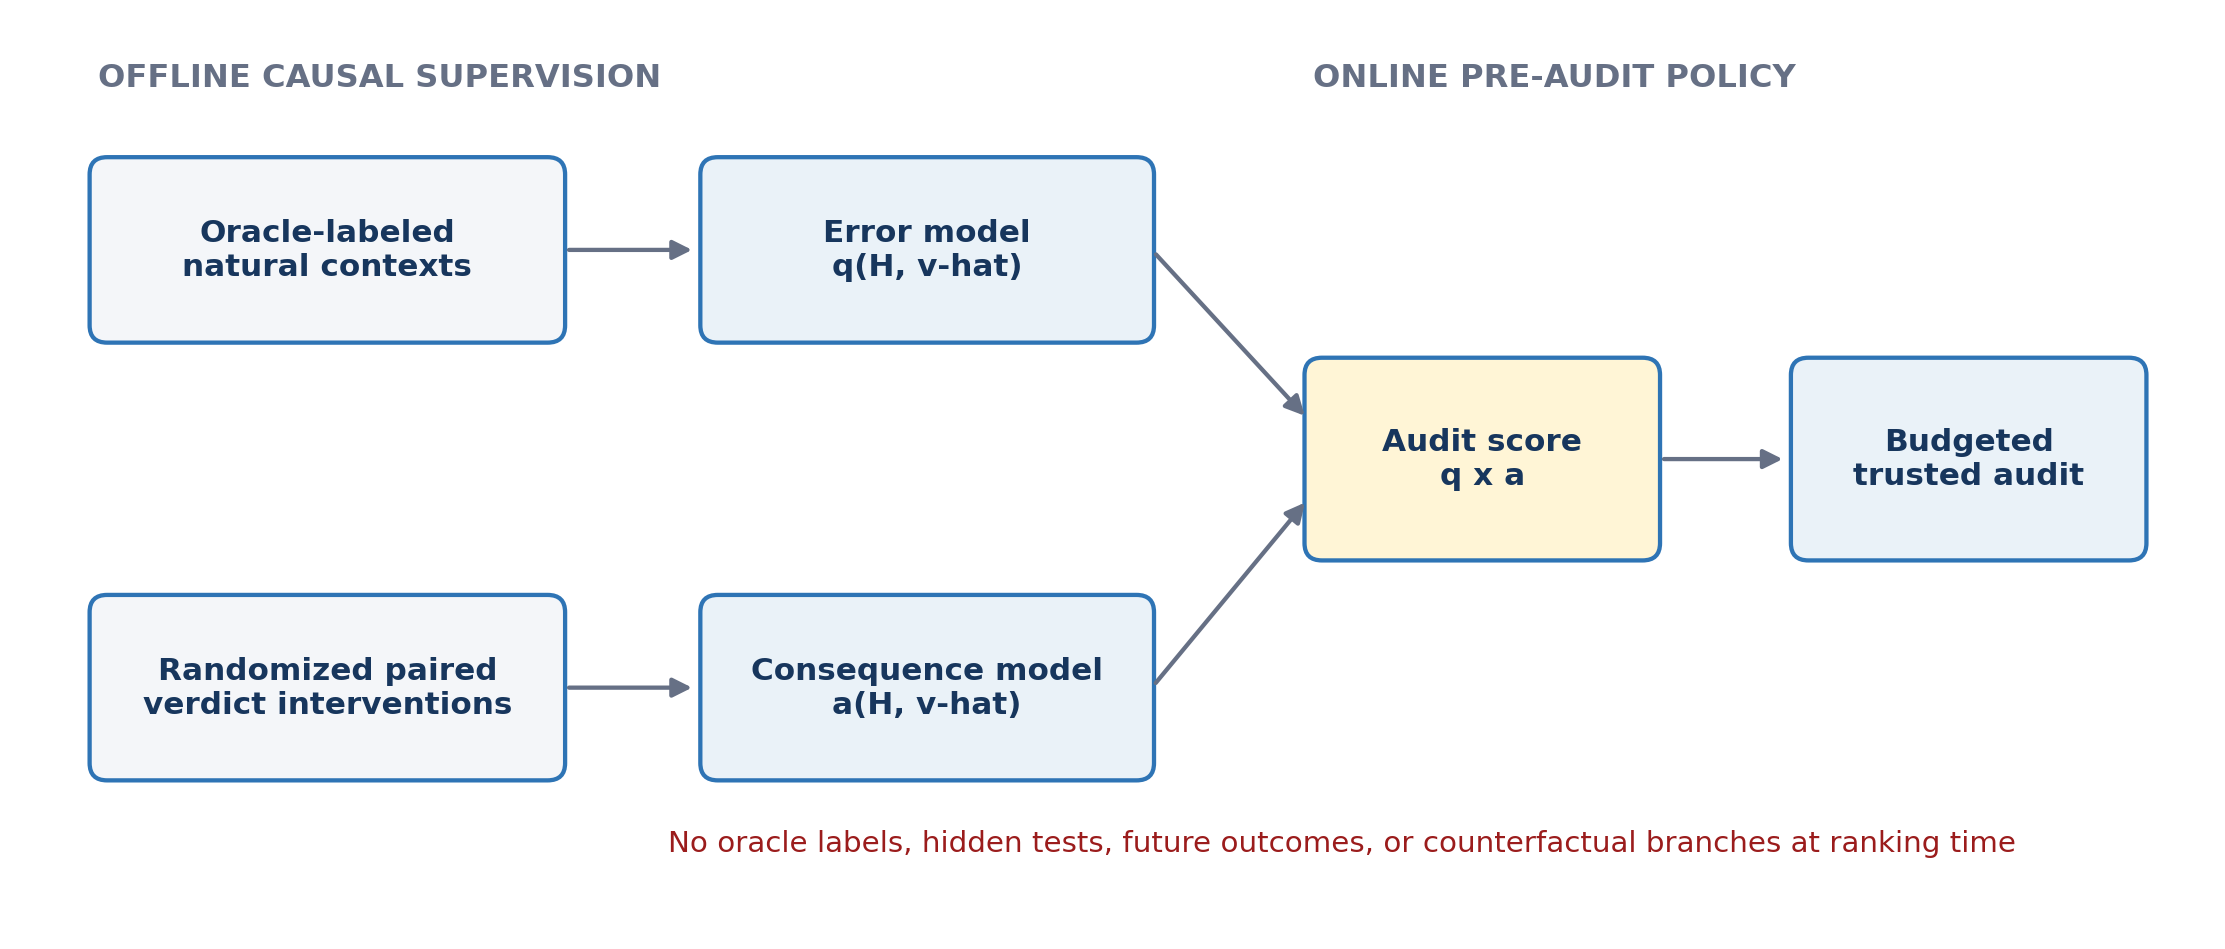 OFFLINE CAUSAL SUPERVISION
ONLINE PRE-AUDIT POLICY
Oracle-labeled
natural contexts
Error model
q(H, v-hat)
Audit score
q x a
Budgeted
trusted audit
Randomized paired
verdict interventions
Consequence model
a(H, v-hat)
No oracle labels, hidden tests, future outcomes, or counterfactual branches at ranking time